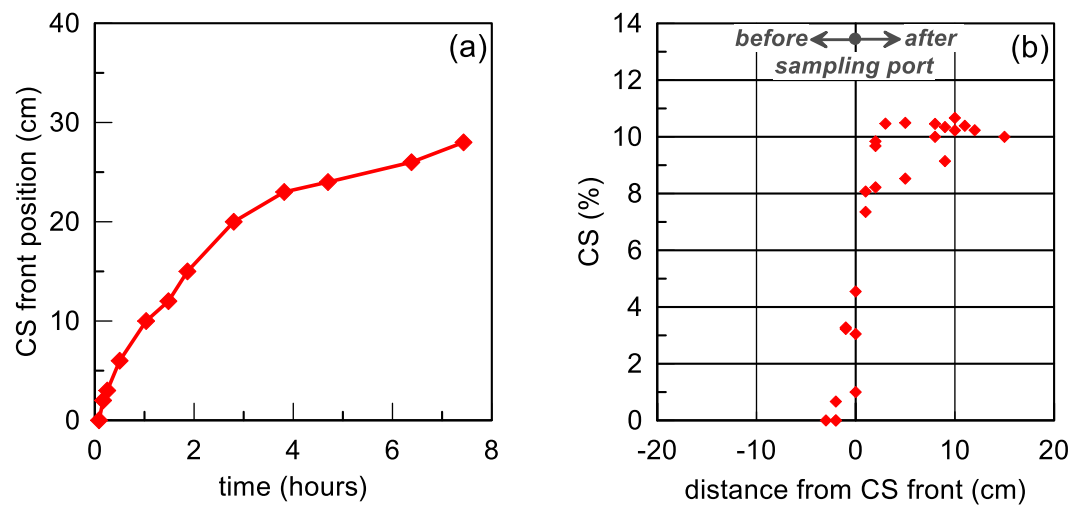 40
30
20
10
0
0
2
4
6
8
CS front position (cm)
time (hours)
(a)
14
12
10
8
6
4
2
0
-20
-10
0
10
20
CS (%)
distance from CS front (cm)
before after
sampling port
(b)